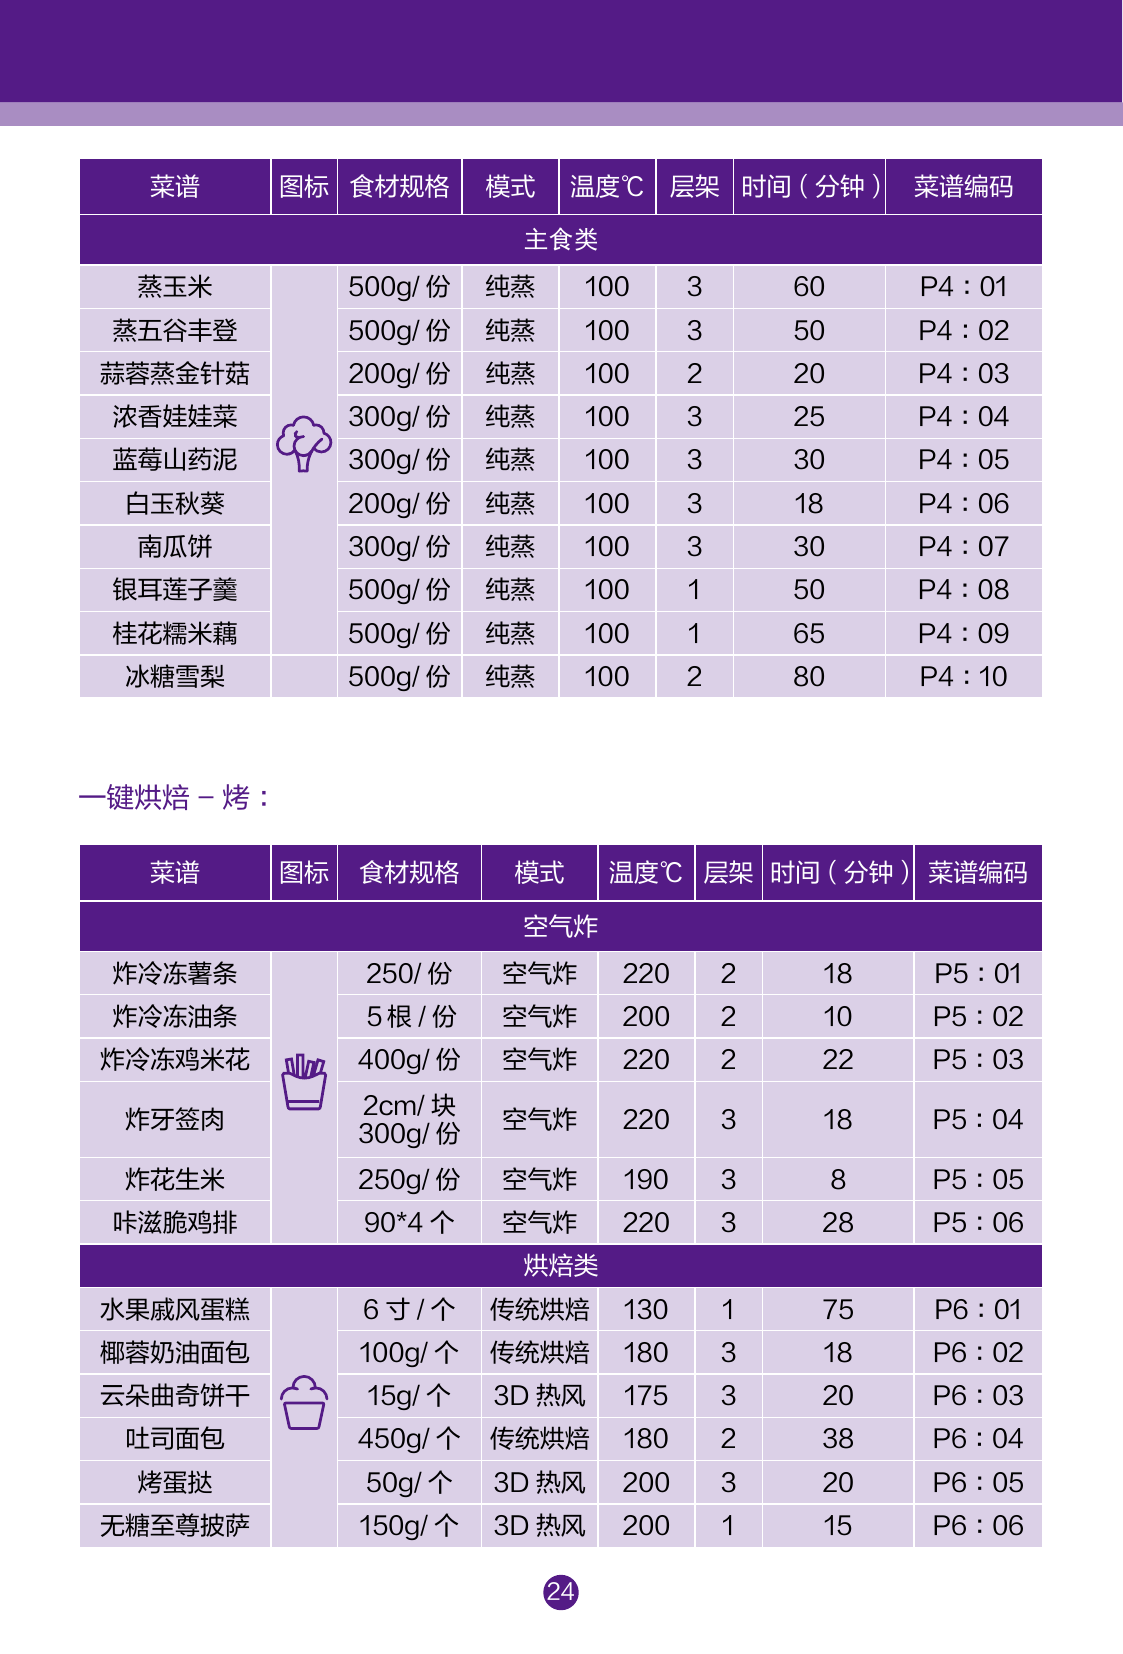 菜谱 图标 食材规格 模式 温度℃ 层架 时间（分钟） 菜谱编码
主食类
蒸玉米 500g/ 份 纯蒸 100 3 60 P4：01
蒸五谷丰登 500g/ 份 纯蒸 100 3 50 P4：02
蒜蓉蒸金针菇 200g/ 份 纯蒸 100 2 20 P4：03
浓香娃娃菜 300g/ 份 纯蒸 100 3 25 P4：04
蓝莓山药泥 300g/ 份 纯蒸 100 3 30 P4：05
白玉秋葵 200g/ 份 纯蒸 100 3 18 P4：06
南瓜饼 300g/ 份 纯蒸 100 3 30 P4：07
银耳莲子羹 500g/ 份 纯蒸 100 1 50 P4：08
桂花糯米藕 500g/ 份 纯蒸 100 1 65 P4：09
冰糖雪梨 500g/ 份 纯蒸 100 2 80 P4：10
一键烘焙 – 烤：
菜谱 图标 食材规格 模式 温度℃ 层架 时间（分钟） 菜谱编码
空气炸
炸冷冻薯条 250/ 份 空气炸 220 2 18 P5：01
炸冷冻油条 5 根 / 份 空气炸 200 2 10 P5：02
炸冷冻鸡米花 400g/ 份 空气炸 220 2 22 P5：03
炸牙签肉 2cm/ 块 300g/ 份 空气炸 220 3 18 P5：04
炸花生米 250g/ 份 空气炸 190 3 8 P5：05
咔滋脆鸡排 90*4 个 空气炸 220 3 28 P5：06
烘焙类
水果戚风蛋糕 6 寸 / 个 传统烘焙 130 1 75 P6：01
椰蓉奶油面包 100g/ 个 传统烘焙 180 3 18 P6：02
云朵曲奇饼干 15g/ 个 3D 热风 175 3 20 P6：03
吐司面包 450g/ 个 传统烘焙 180 2 38 P6：04
烤蛋挞 50g/ 个 3D 热风 200 3 20 P6：05
无糖至尊披萨 150g/ 个 3D 热风 200 1 15 P6：06
24